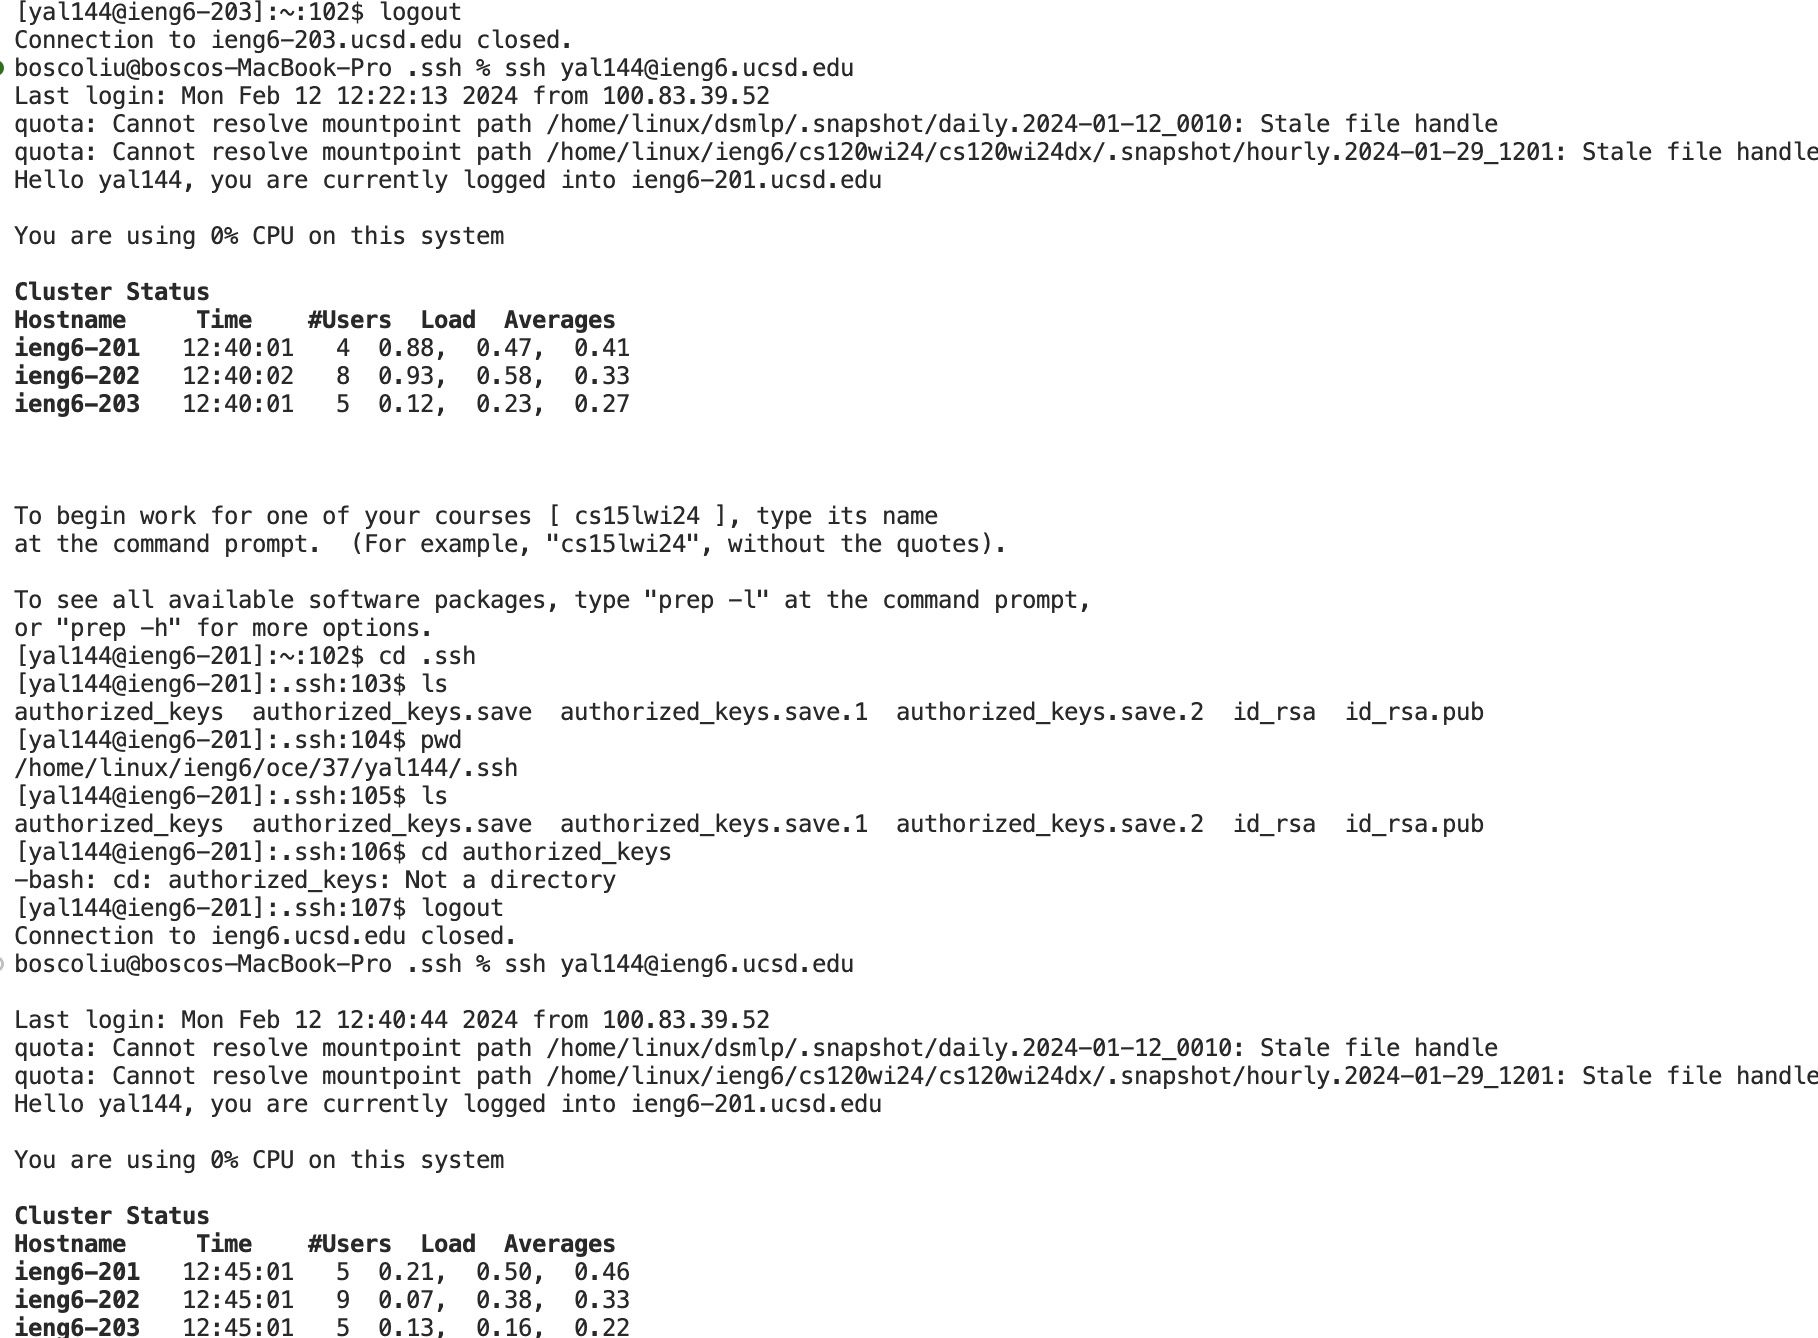 [yal144@ieng6-203]:~:102$ logout
Connection to ieng6-203.ucsd.edu closed.
boscoliu@boscos-MacBook-Pro .ssh % ssh yal144@ieng6.ucsd.edu
Last login: Mon Feb 12 12:22:13 2024 from 100.83.39.52
quota: Cannot resolve mountpoint path /home/linux/dsmlp/.snapshot/daily.2024-01-12_0010: Stale file handle
quota: Cannot resolve mountpoint path /home/linux/ieng6/cs120wi24/cs120wi24dx/.snapshot/hourly.2024-01-29_1201: Stale file handle
Hello yal144, you are currently logged into ieng6-201.ucsd.edu
You are using 0% CPU on this system
Cluster Status
Hostname     Time    #Users  Load  Averages
ieng6-201   12:40:01   4  0.88,  0.47,  0.41
ieng6-202   12:40:02   8  0.93,  0.58,  0.33
ieng6-203   12:40:01   5  0.12,  0.23,  0.27
To begin work for one of your courses [ cs15lwi24 ], type its name
at the command prompt.  (For example, "cs15lwi24", without the quotes).
To see all available software packages, type "prep -l" at the command prompt,
or "prep -h" for more options.
[yal144@ieng6-201]:~:102$ cd .ssh
[yal144@ieng6-201]:.ssh:103$ ls
authorized_keys  authorized_keys.save  authorized_keys.save.1  authorized_keys.save.2  id_rsa  id_rsa.pub
[yal144@ieng6-201]:.ssh:104$ pwd
/home/linux/ieng6/oce/37/yal144/.ssh
[yal144@ieng6-201]:.ssh:105$ ls
authorized_keys  authorized_keys.save  authorized_keys.save.1  authorized_keys.save.2  id_rsa  id_rsa.pub
[yal144@ieng6-201]:.ssh:106$ cd authorized_keys
-bash: cd: authorized_keys: Not a directory
[yal144@ieng6-201]:.ssh:107$ logout
Connection to ieng6.ucsd.edu closed.
boscoliu@boscos-MacBook-Pro .ssh % ssh yal144@ieng6.ucsd.edu
Last login: Mon Feb 12 12:40:44 2024 from 100.83.39.52
quota: Cannot resolve mountpoint path /home/linux/dsmlp/.snapshot/daily.2024-01-12_0010: Stale file handle
quota: Cannot resolve mountpoint path /home/linux/ieng6/cs120wi24/cs120wi24dx/.snapshot/hourly.2024-01-29_1201: Stale file handle
Hello yal144, you are currently logged into ieng6-201.ucsd.edu
You are using 0% CPU on this system
Cluster Status
Hostname     Time    #Users  Load  Averages
ieng6-201   12:45:01   5  0.21,  0.50,  0.46
ieng6-202   12:45:01   9  0.07,  0.38,  0.33
ieng6-203   12:45:01   5  0.13,  0.16,  0.22